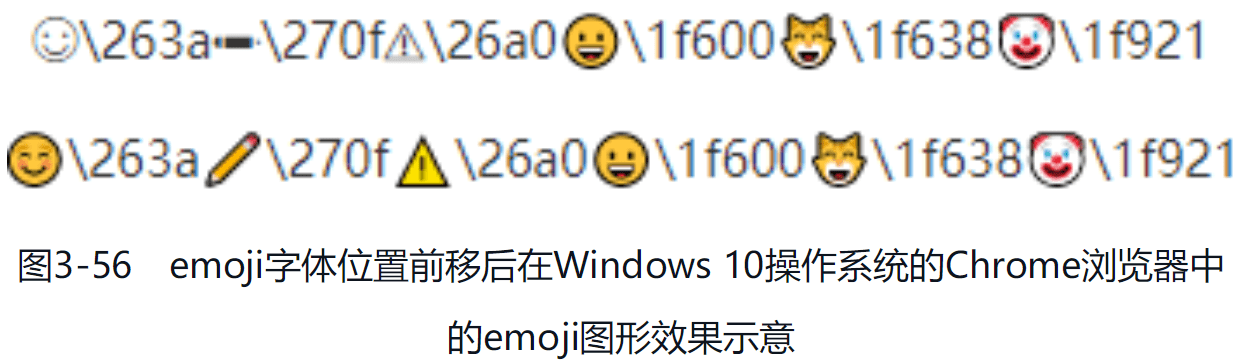 ☺\263a✏\270f⚠\26a0😀\1f600😸\1f638🤡\1f921
😊\263a✏️\270f⚠️\26a0😀\1f600😸\1f638🤡\1f921
图3-56　emoji字体位置前移后在Windows 10操作系统的Chrome浏览器中
的emoji图形效果示意